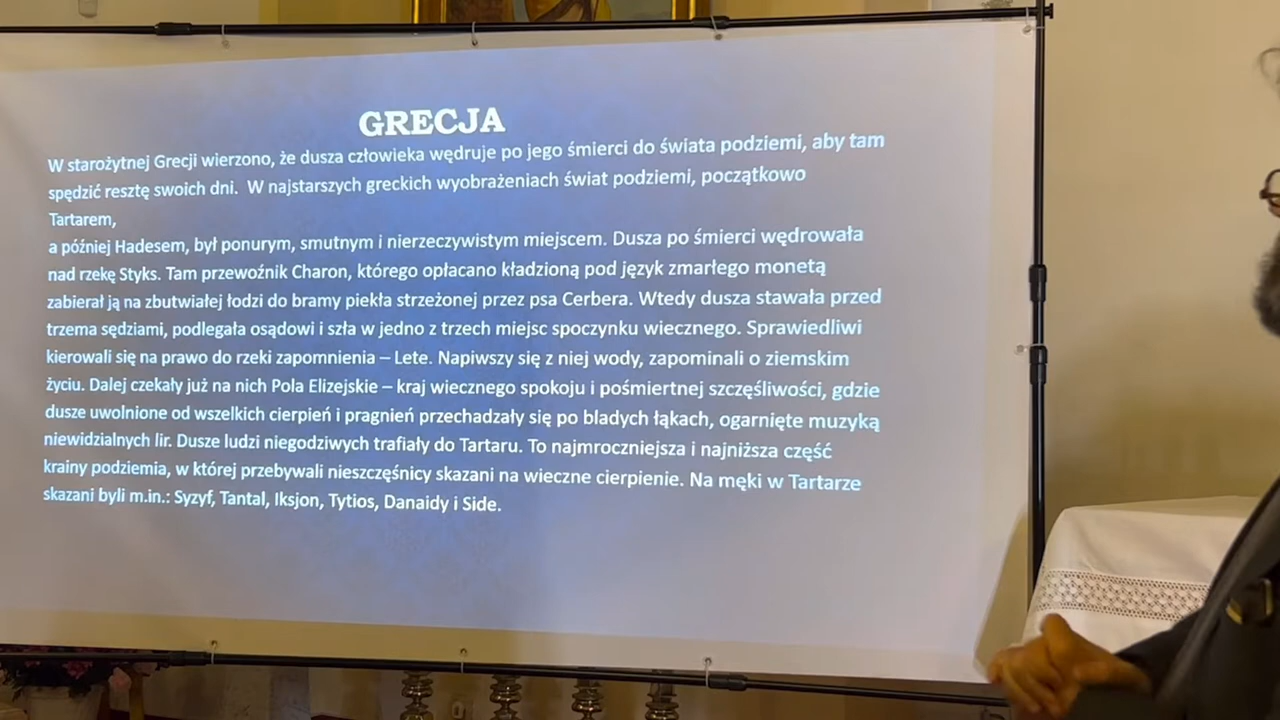 GRECJA
W starożytnej Grecji wierzono, że dusza człowieka wędruje po jego śmierci do świata podziemi, aby tam
spędzić resztę swoich dni. W najstarszych greckich wyobrażeniach świat podziemi, początkowo
Tartarem,
a później Hadesem, był ponurym, smutnym i nierzeczywistym miejscem. Dusza po śmierci wędrowała
nad rzekę Styks. Tam przewoźnik Charon, którego opłacano kładzioną pod język zmarłego monetą
zabierał ją na zbutwiałej łodzi do bramy piekła strzeżonej przez psa Cerbera. Wtedy dusza stawała przed
trzema sędziami, podlegała osądowi i szła w jedno z trzech miejsc spoczynku wiecznego. Sprawiedliwi
kierowali się na prawo do rzeki zapomnienia – Lete. Napiwszy się z niej wody, zapominali o ziemskim
życiu. Dalej czekały już na nich Pola Elizejskie – kraj wiecznego spokoju i pośmiertnej szczęśliwości, gdzie
dusze uwolnione od wszelkich cierpień i pragnień przechadzały się po bladych łąkach, ogarnięte muzyką
niewidzialnych lir. Dusze ludzi niegodziwych trafiały do Tartaru. To najmroczniejsza i najniższa część
krainy podziemia, w której przebywali nieszczęśnicy skazani na wieczne cierpienie. Na męki w Tartarze
skazani byli m.in.: Syzyf, Tantal, Iksjon, Tytios, Danaidy i Side.